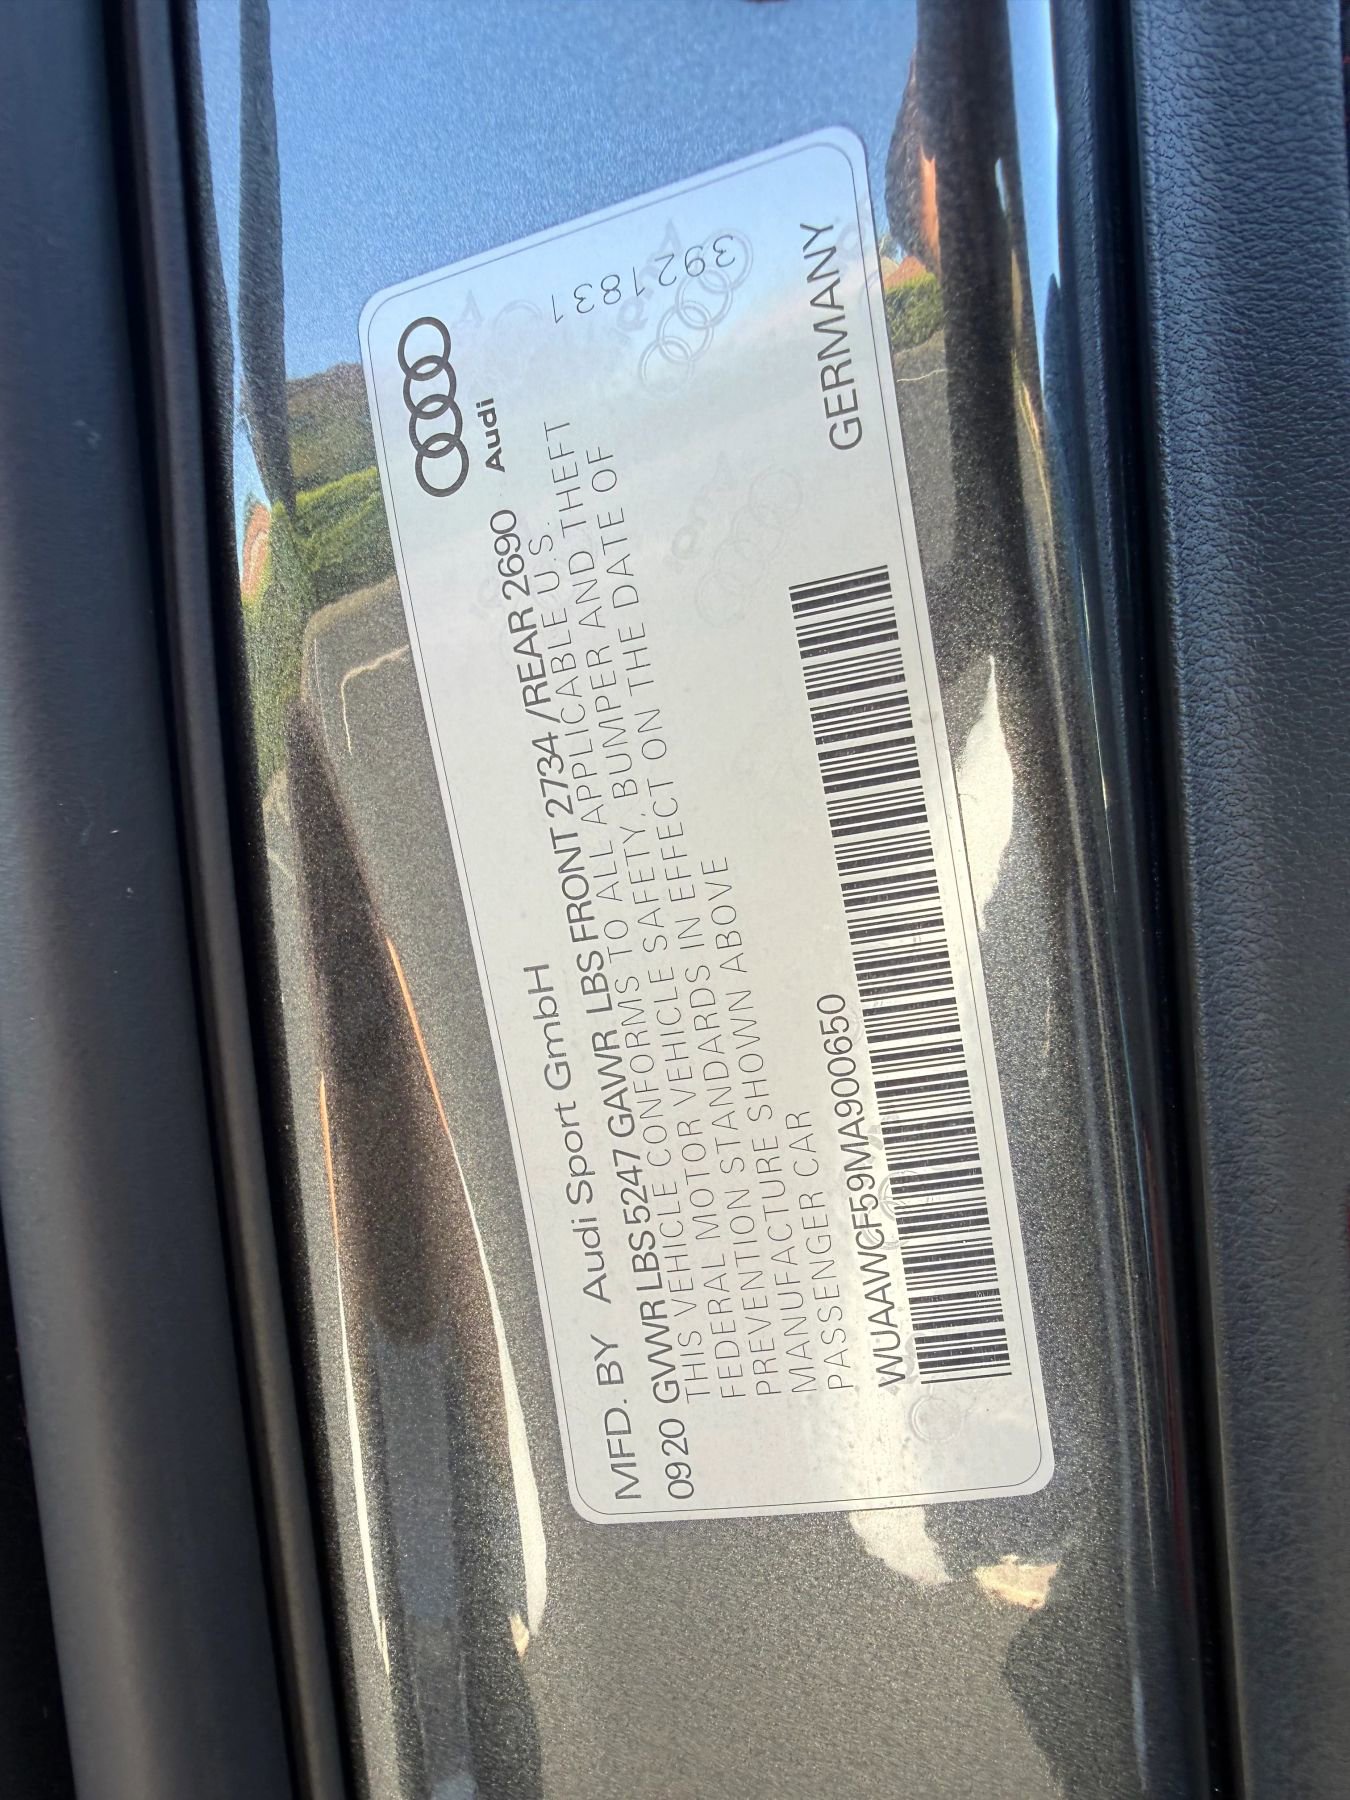 Audi
MFD. BY Audi Sport GmbH
0920 GVWR LBS 5247 GAWR LBS FRONT 2734 / REAR 2690
THIS VEHICLE CONFORMS TO ALL APPLICABLE U.S.
FEDERAL MOTOR VEHICLE SAFETY, BUMPER AND THEFT
PREVENTION STANDARDS IN EFFECT ON THE DATE OF
MANUFACTURE SHOWN ABOVE
PASSENGER CAR
3921831
WUAAWCF59MA900650
GERMANY